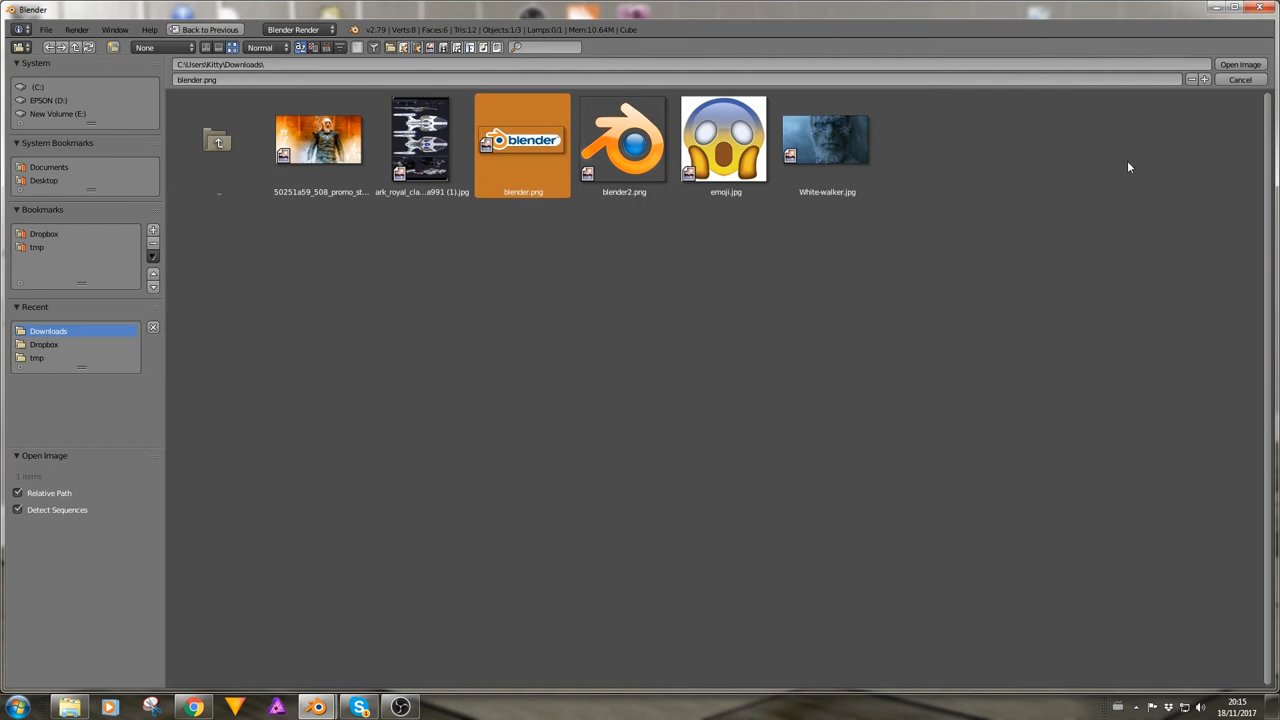 Blender
File Render Window Help Back to Previous Blender Render v2.79 | Verts:8 | Faces:6 | Tris:12 | Objects:1/3 | Lamps:0/1 | Mem:10.64M | Cube
None Normal
System
(C:)
EPSON (D:)
New Volume (E:)
System Bookmarks
Documents
Desktop
Bookmarks
Dropbox
tmp
Recent
Downloads
Dropbox
tmp
Open Image
1 items
Relative Path
Detect Sequences
C:\Users\Kitty\Downloads\ Open Image
blender.png Cancel
blender
.. 50251a59_508_promo_st... ark_royal_cla...a991 (1).jpg blender.png blender2.png emoji.jpg White-walker.jpg
20:15
18/11/2017